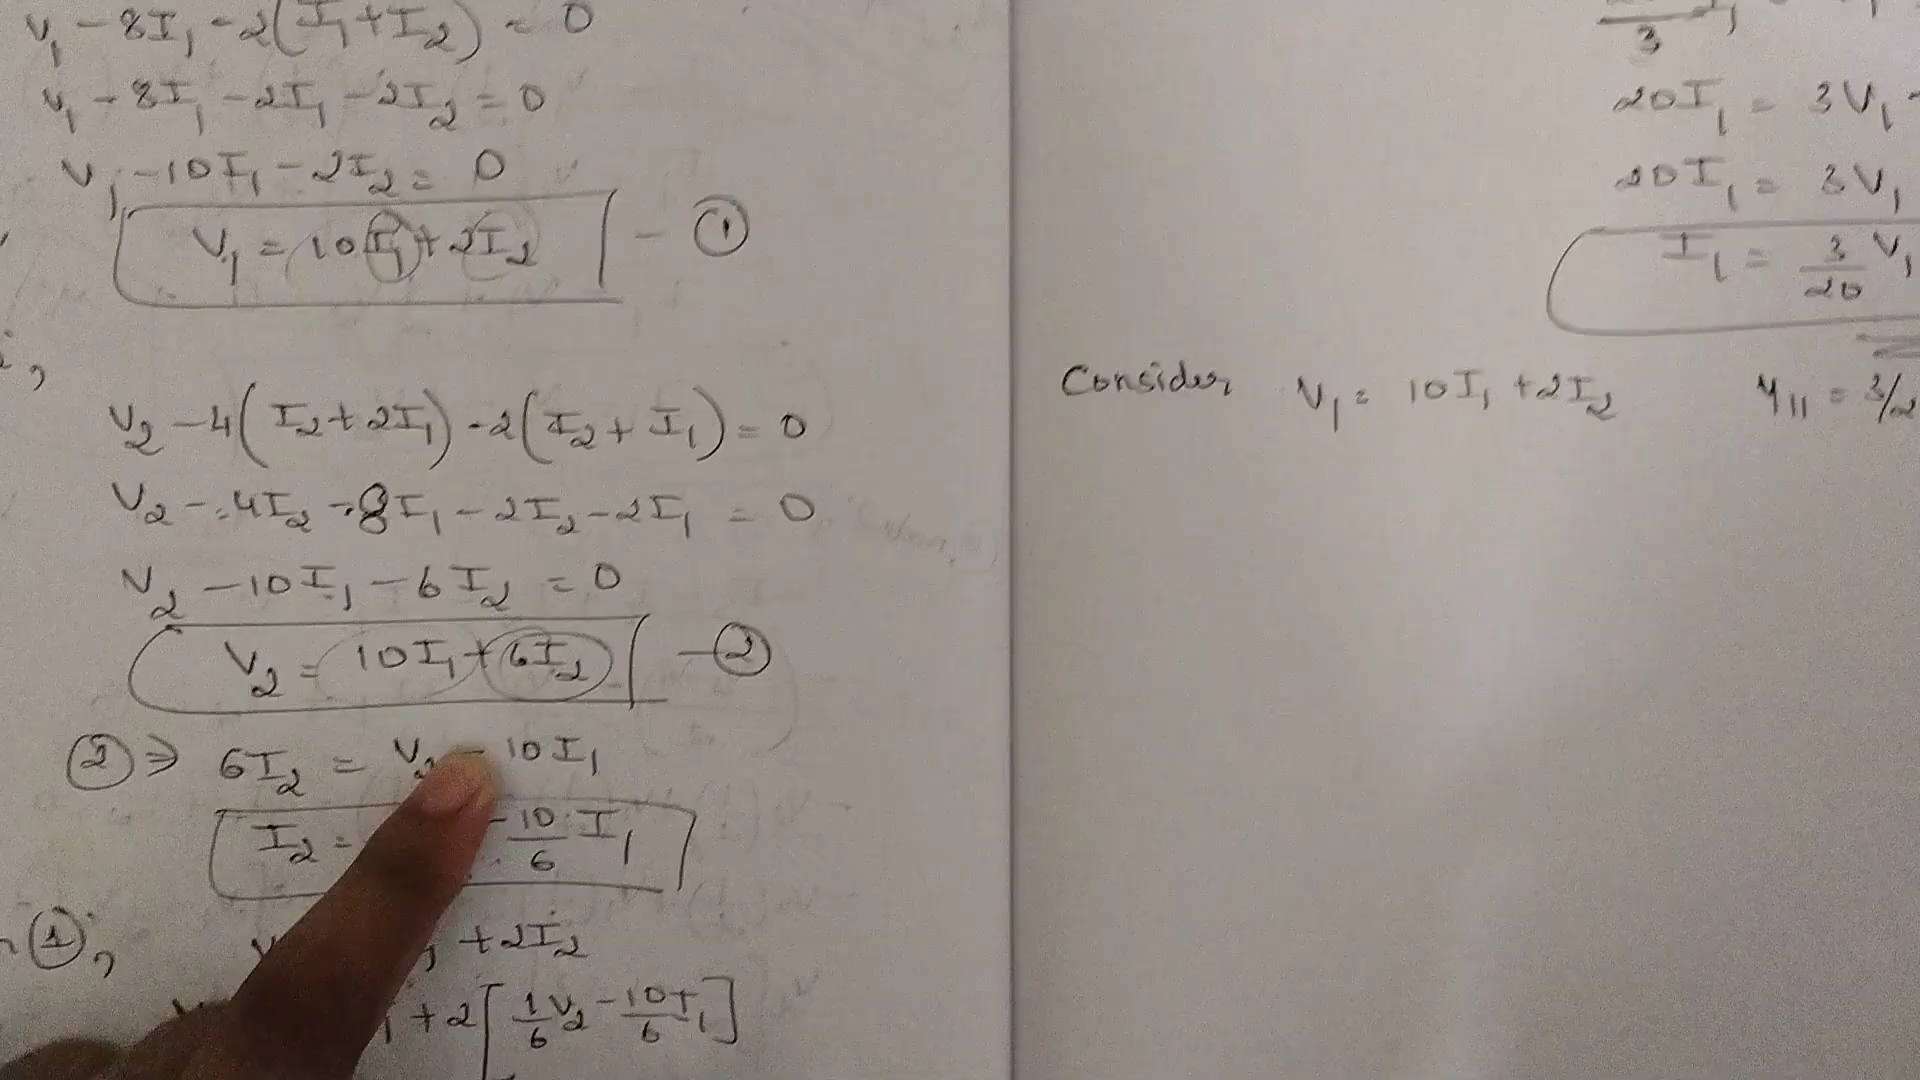 V₁ - 8I₁ - 2(I₁ + I₂) = 0
V₁ - 8I₁ - 2I₁ - 2I₂ = 0
V₁ - 10I₁ - 2I₂ = 0
V₁ = 10I₁ + 2I₂ - ①
V₂ - 4(I₂ + 2I₁) - 2(I₂ + I₁) = 0
V₂ - 4I₂ - 8I₁ - 2I₂ - 2I₁ = 0
V₂ - 10I₁ - 6I₂ = 0
V₂ = 10I₁ + 6I₂ - ②
② ⇒ 6I₂ = V₂ - 10I₁
I₂ = - 10/6 I₁
①, + 2I₂
+ 2[1/6 V₂ - 10I₁/6]
20I₁ = 3V₁ -
20I₁ = 3V₁
I₁ = 3/20 V₁
Consider V₁ = 10I₁ + 2I₂ y₁₁ = 3/2